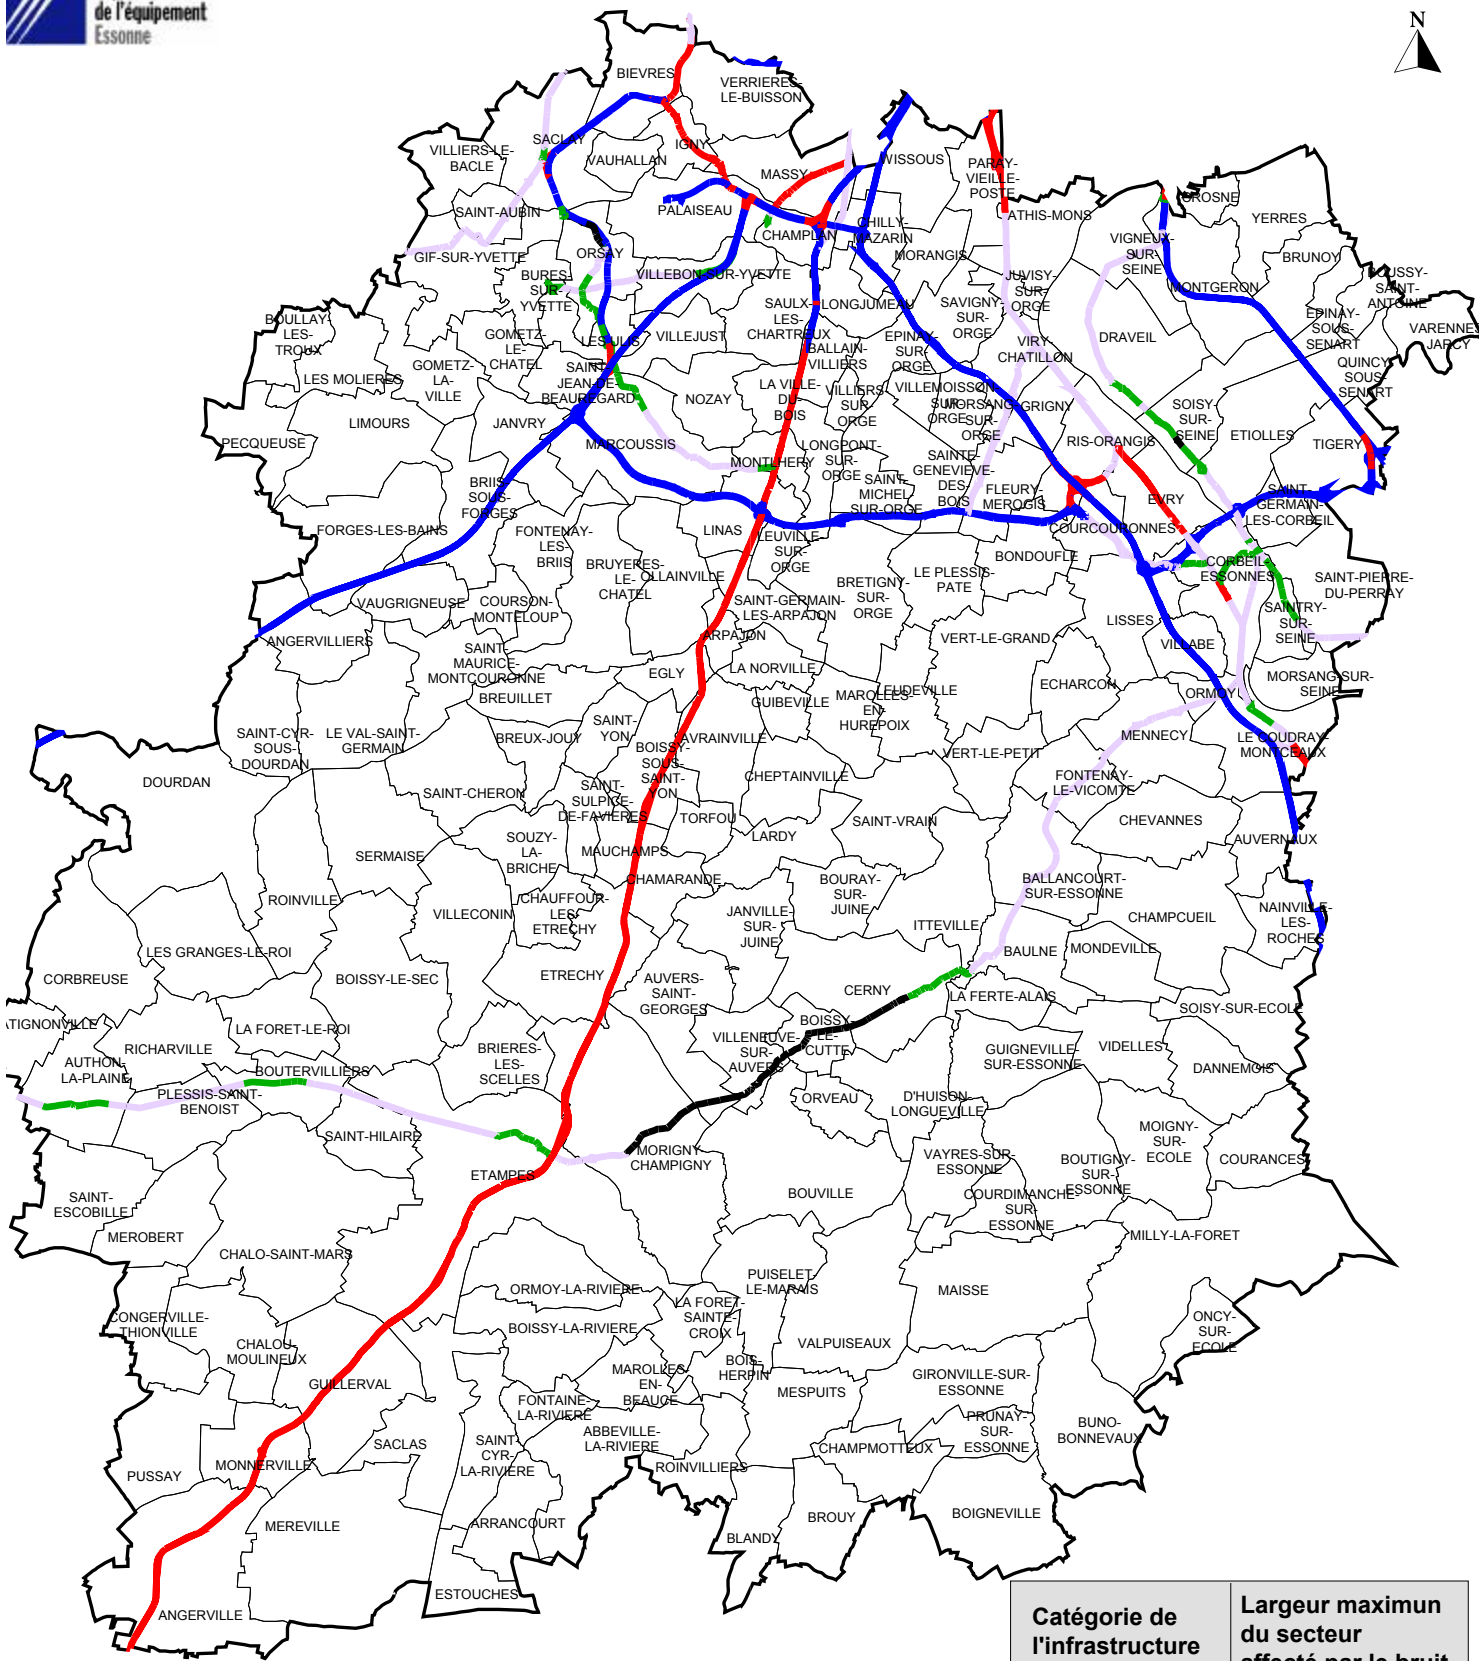 de l'équipement
Essonne
N
BIEVRES
VERRIERES-
LE-BUISSON
SACLAY
IGNY
VILLIERS-LE-
BACLE
VAUHALLAN
MASSY
WISSOUS
PARAY-
VIEILLE-
POSTE
SAINT-AUBIN
PALAISEAU
ATHIS-MONS
CROSNE
YERRES
CHAMPLAN
CHILLY-
MAZARIN
VIGNEUX-
SUR-
SEINE
GIF-SUR-YVETTE
ORSAY
MORANGIS
BRUNOY
BURES-
SUR-
YVETTE
VILLEBON-SUR-YVETTE
JUVISY-
SUR-
ORGE
MONTGERON
BOUSSY-
SAINT-
ANTOINE
BOULLAY-
LES-
TROUX
SAULX-
LES-
CHARTREUX
LONGJUMEAU
SAVIGNY-
SUR-
ORGE
EPINAY-
SOUS-
SENART
VARENNES-
JARCY
GOMETZ-
LE-
CHATEL
LES ULIS
VILLEJUST
EPINAY-
SUR-
ORGE
VIRY-
CHATILLON
DRAVEIL
BALLAIN-
VILLIERS
QUINCY-
SOUS-
SENART
LES MOLIERES
GOMETZ-
LA-
VILLE
SAINT-
JEAN-DE-
BEAUREGARD
NOZAY
LA VILLE-
DU-
BOIS
VILLIERS-
SUR-
ORGE
VILLEMOISSON-
SUR-
ORGE
MORSANG-
SUR-
ORGE
GRIGNY
SOISY-
SUR-
SEINE
LIMOURS
JANVRY
PECQUEUSE
MARCOUSSIS
RIS-ORANGIS
ETIOLLES
TIGERY
MONTLHERY
LONGPONT-
SUR-
ORGE
SAINTE-
GENEVIEVE-
DES-
BOIS
BRIIS
SOUS-
FORGES
SAINT-
MICHEL
SUR-ORGE
FLEURY-
MEROGIS
EVRY
SAINT-
GERMAIN-
LES-CORBEIL
FORGES-LES-BAINS
FONTENAY-
LES-
BRIIS
LINAS
LEUVILLE-
SUR-
ORGE
COURCOURONNES
BONDOUFLE
BRUYERES-
LE-
CHATEL
OLLAINVILLE
BRETIGNY-
SUR-
ORGE
LE PLESSIS-
PATE
CORBEIL-
ESSONNES
SAINT-PIERRE-
DU-PERRAY
VAUGRIGNEUSE
COURSON-
MONTELOUP
SAINT-GERMAIN-
LES-ARPAJON
LISSES
SAINTRY-
SUR-
SEINE
ANGERVILLIERS
ARPAJON
VERT-LE-GRAND
VILLABE
SAINT-
MAURICE-
MONTCOURONNE
EGLY
LA NORVILLE
ECHARCON
ORMOY
MORSANG-SUR-
SEINE
BREUILLET
GUIBEVILLE
MAROLLES-
EN-
HUREPOIX
LEUDEVILLE
SAINT-CYR-
SOUS-
DOURDAN
LE VAL-SAINT-
GERMAIN
BREUX-JOUY
SAINT-
YON
BOISSY-
SOUS-
SAINT-
YON
AVRAINVILLE
MENNECY
LE COUDRAY-
MONTCEAUX
VERT-LE-PETIT
DOURDAN
SAINT-CHERON
SAINT-
SULPICE-
DE-FAVIERES
CHEPTAINVILLE
FONTENAY-
LE-VICOMTE
TORFOU
SAINT-VRAIN
CHEVANNES
SOUZY-
LA-
BRICHE
LARDY
AUVERNAUX
SERMAISE
MAUCHAMPS
CHAMARANDE
BOURAY-
SUR-
JUINE
BALLANCOURT-
SUR-ESSONNE
ROINVILLE
VILLECONIN
CHAUFFOUR-
LES-
ETRECHY
JANVILLE-
SUR-
JUINE
ITTEVILLE
CHAMPCUEIL
NAINVILLE-
LES-
ROCHES
LES GRANGES-LE-ROI
BAULNE
MONDEVILLE
CORBREUSE
BOISSY-LE-SEC
ETRECHY
AUVERS-
SAINT-
GEORGES
CERNY
LA FERTE-ALAIS
SOISY-SUR-ECOLE
ATIGNONVILLE
LA FORET-LE-ROI
BOISSY-
LE-
CUTTE
RICHARVILLE
VILLENEUVE-
SUR-
AUVERS
BRIERES-
LES-
SCELLES
GUIGNEVILLE-
SUR-ESSONNE
VIDELLES
DANNEMOIS
AUTHON-
LA-PLAINE
BOUTERVILLIERS
PLESSIS-SAINT-
BENOIST
ORVEAU
D'HUISON-
LONGUEVILLE
SAINT-HILAIRE
MORIGNY
CHAMPIGNY
MOIGNY-
SUR-
ECOLE
VAYRES-SUR-
ESSONNE
BOUTIGNY-
SUR-
ESSONNE
COURANCES
ETAMPES
BOUVILLE
SAINT-
ESCOBILLE
COURDIMANCHE-
SUR-
ESSONNE
MEROBERT
CHALO-SAINT-MARS
MILLY-LA-FORET
ORMOY-LA-RIVIERE
PUISELET-
LE-MARAIS
MAISSE
LA FORET-
SAINTE-
CROIX
CONGERVILLE-
THIONVILLE
BOISSY-LA-RIVIERE
ONCY-
SUR-
ECOLE
CHALOU-
MOULINEUX
VALPUISEAUX
BOIS-
HERPIN
GUILLERVAL
MAROLLES-
EN-
BEAUCE
MESPUITS
GIRONVILLE-SUR-
ESSONNE
FONTAINE-
LA-RIVIERE
PRUNAY-
SUR-
ESSONNE
BUNO-
BONNEVAUX
SACLAS
SAINT-
CYR-
LA-RIVIERE
ABBEVILLE-
LA-RIVIERE
CHAMPMOTTEUX
MONNERVILLE
ROINVILLIERS
PUSSAY
MEREVILLE
ARRANCOURT
BROUY
BOIGNEVILLE
BLANDY
ESTOUCHES
ANGERVILLE
Catégorie de
l'infrastructure
Largeur maximun
du secteur
affecté par le bruit